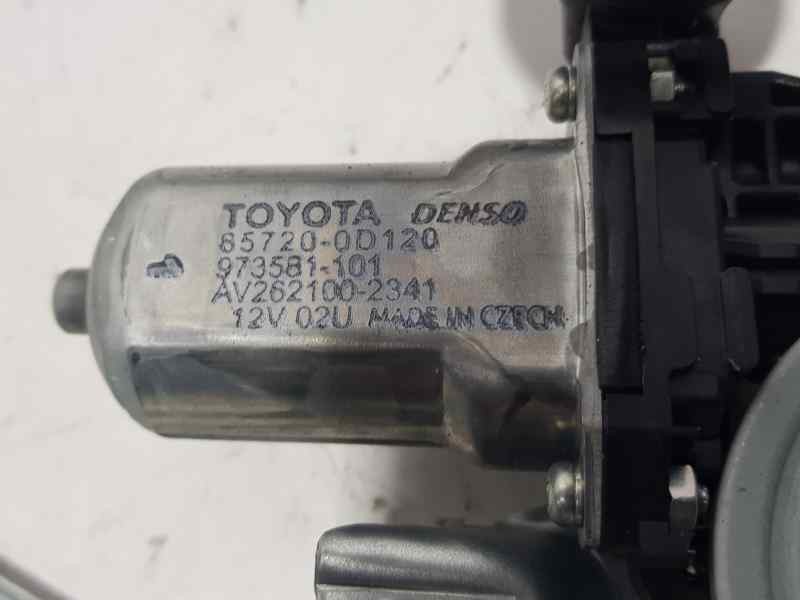 TOYOTA DENSO
85720-0D120
973581-101
AV262100-2341
12V 02U MADE IN CZECH